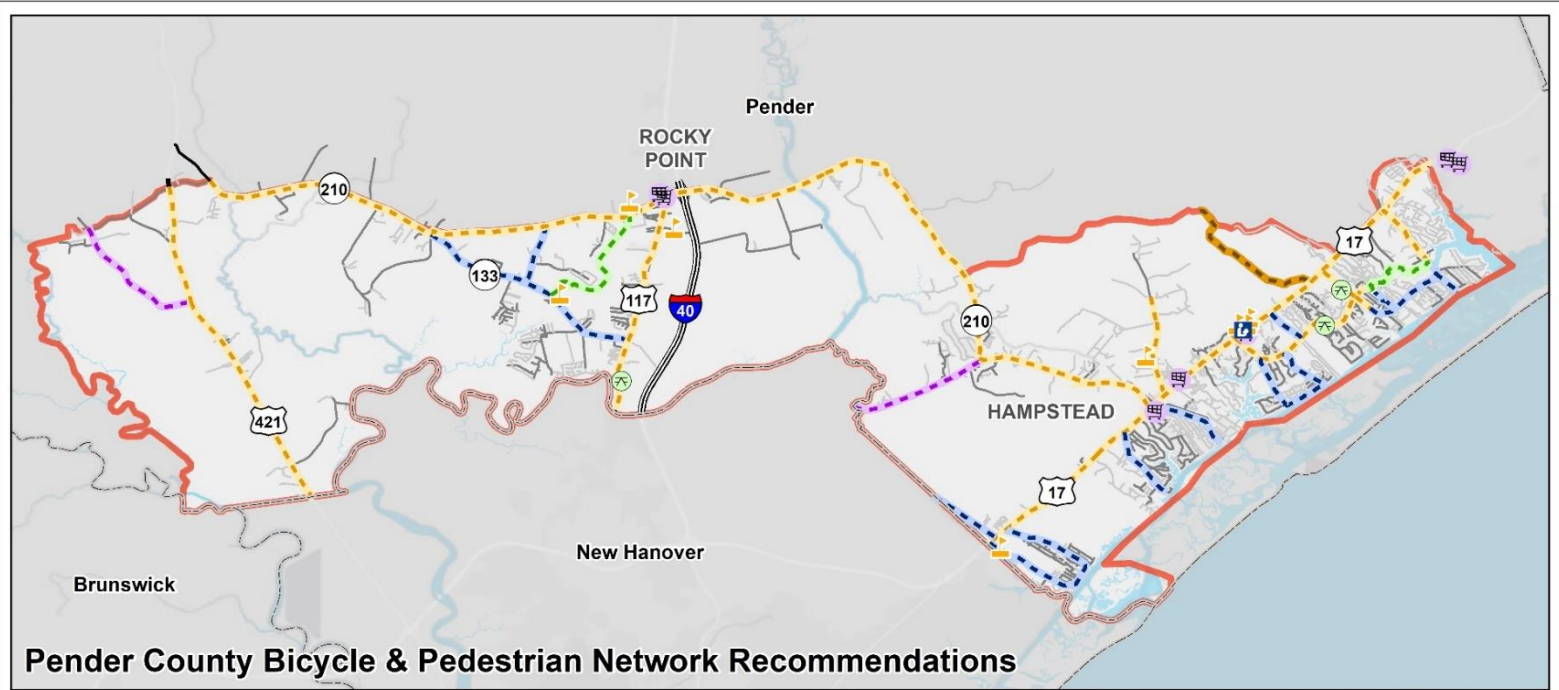 Pender
ROCKY
POINT
210
17
133
117
40
210
HAMPSTEAD
421
17
New Hanover
Brunswick
Pender County Bicycle & Pedestrian Network Recommendations